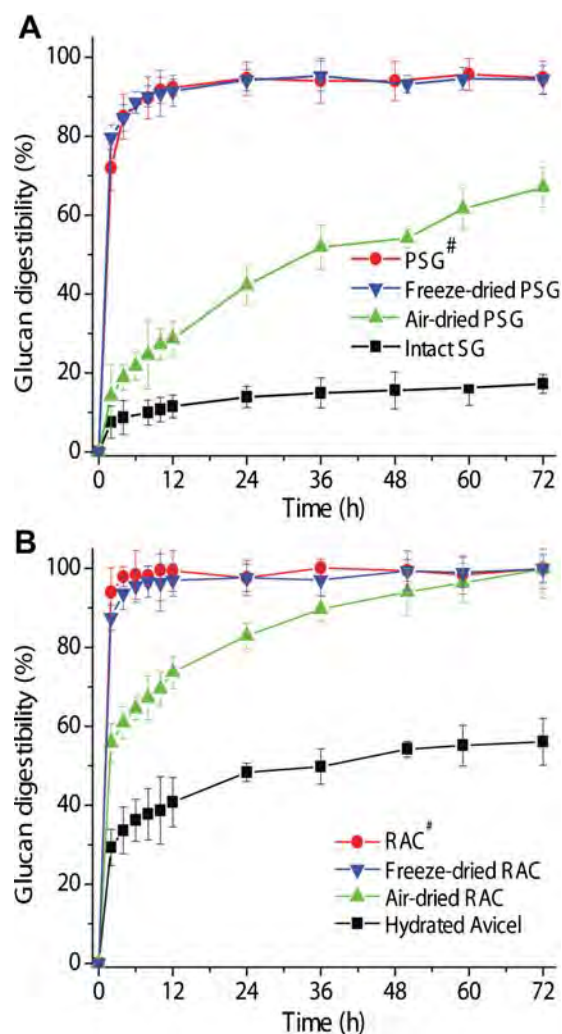 A
Glucan digestibility (%)
100
80
60
40
20
0
PSG#
Freeze-dried PSG
Air-dried PSG
Intact SG
0 12 24 36 48 60 72
Time (h)
B
Glucan digestibility (%)
100
80
60
40
20
0
RAC#
Freeze-dried RAC
Air-dried RAC
Hydrated Avicel
0 12 24 36 48 60 72
Time (h)